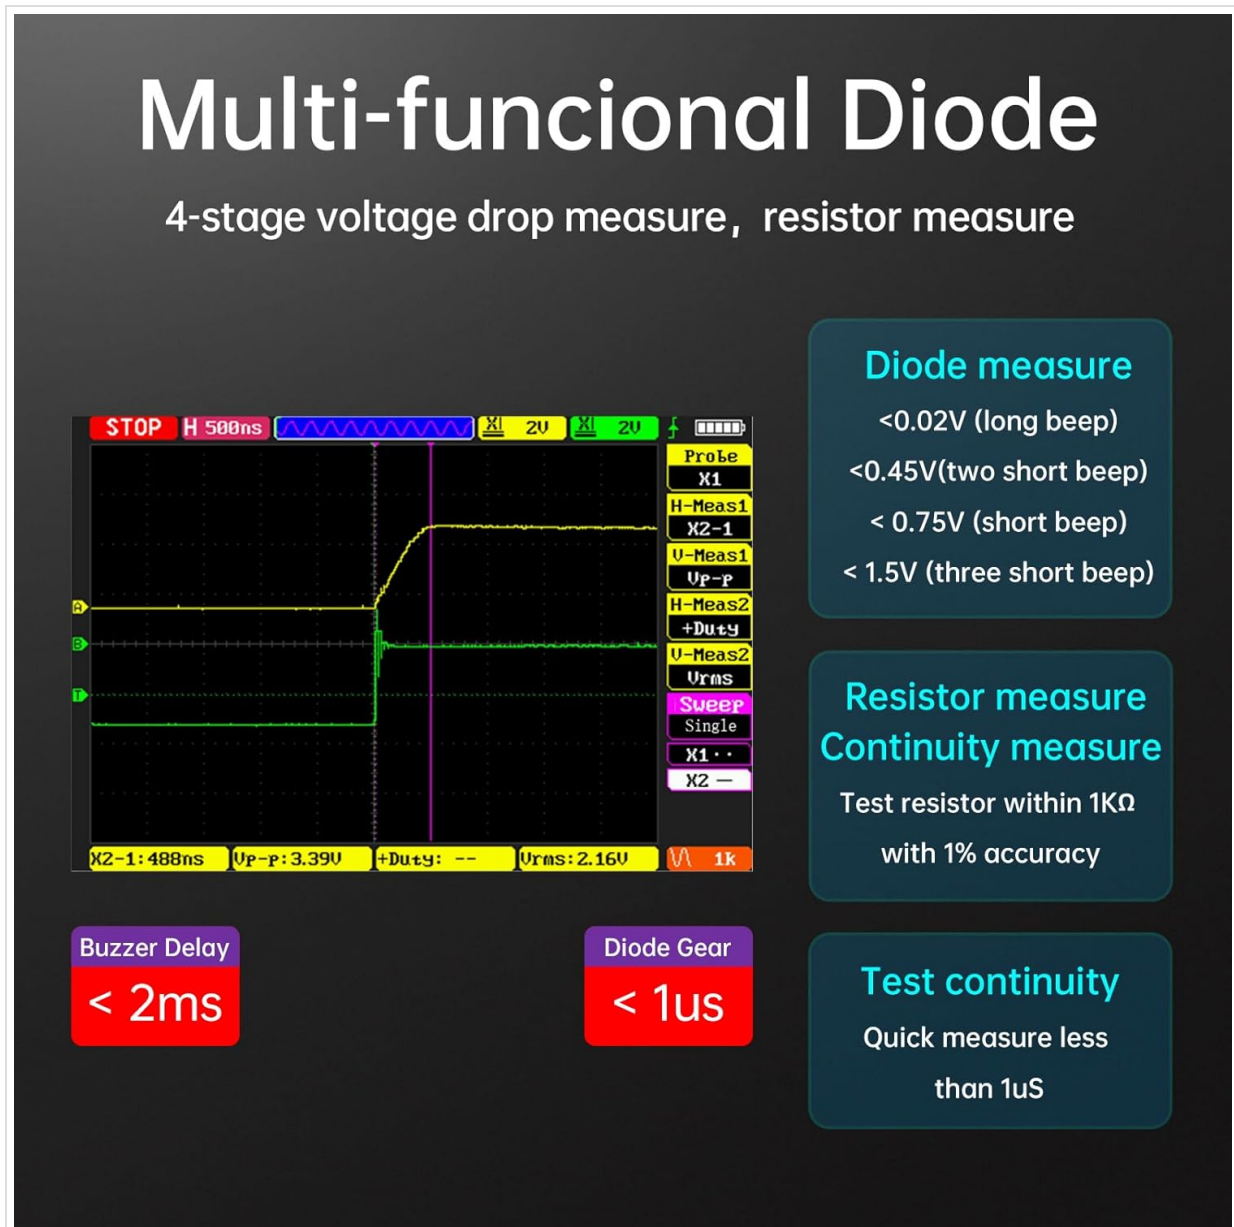 Multi-funcional Diode
4-stage voltage drop measure, resistor measure
STOP H 500ns X1 2V X1 2V
Probe
X1
H-Meas1
X2-1
V-Meas1
Vp-p
H-Meas2
+Duty
V-Meas2
Vrms
Sweep
Single
X1··
X2 —
A
B
T
X2-1:488ns Vp-p:3.39V +Duty: -- Vrms:2.16V 1k
Buzzer Delay
< 2ms
Diode Gear
< 1us
Diode measure
<0.02V (long beep)
<0.45V(two short beep)
< 0.75V (short beep)
< 1.5V (three short beep)
Resistor measure
Continuity measure
Test resistor within 1KΩ
with 1% accuracy
Test continuity
Quick measure less
than 1uS